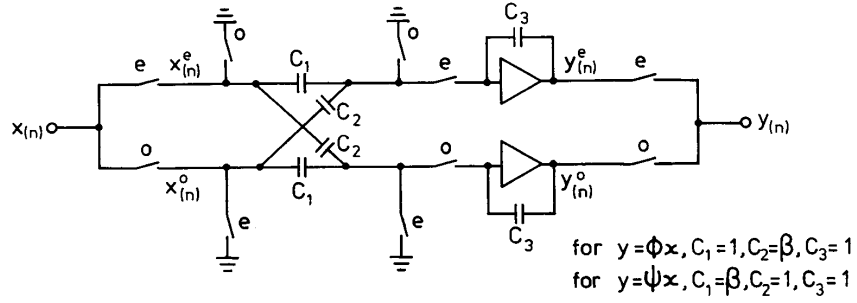 o
o
C₃
e
x₍ₙ₎ᵉ
C₁
e
y₍ₙ₎ᵉ
e
C₂
x₍ₙ₎
y₍ₙ₎
C₂
o
o
o
x₍ₙ₎ᵒ
C₁
y₍ₙ₎ᵒ
e
e
C₃
for y=Φx, C₁=1, C₂=β, C₃=1
for y=Ψx, C₁=β, C₂=1, C₃=1